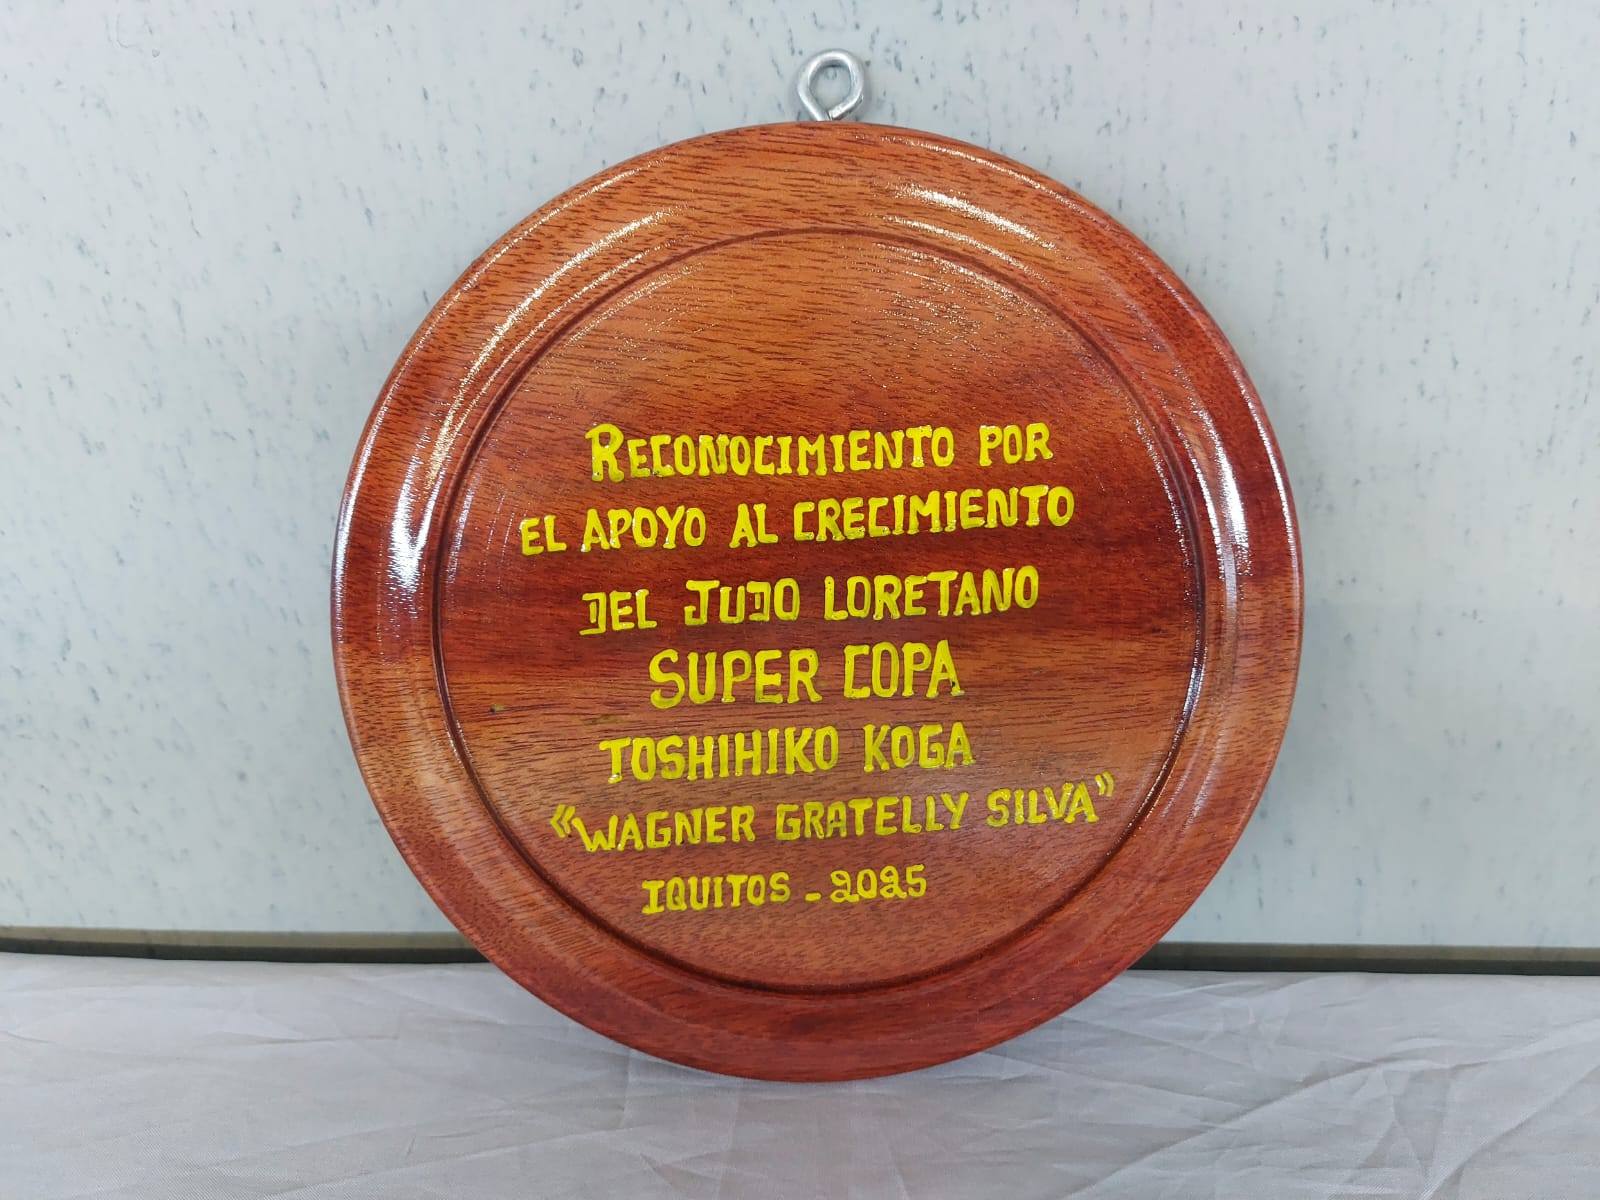 RECONOCIMIENTO POR
EL APOYO AL CRECIMIENTO
DEL JUDO LORETANO
SUPER COPA
TOSHIHIKO KOGA
"WAGNER GRATELLY SILVA"
IQUITOS - 2025